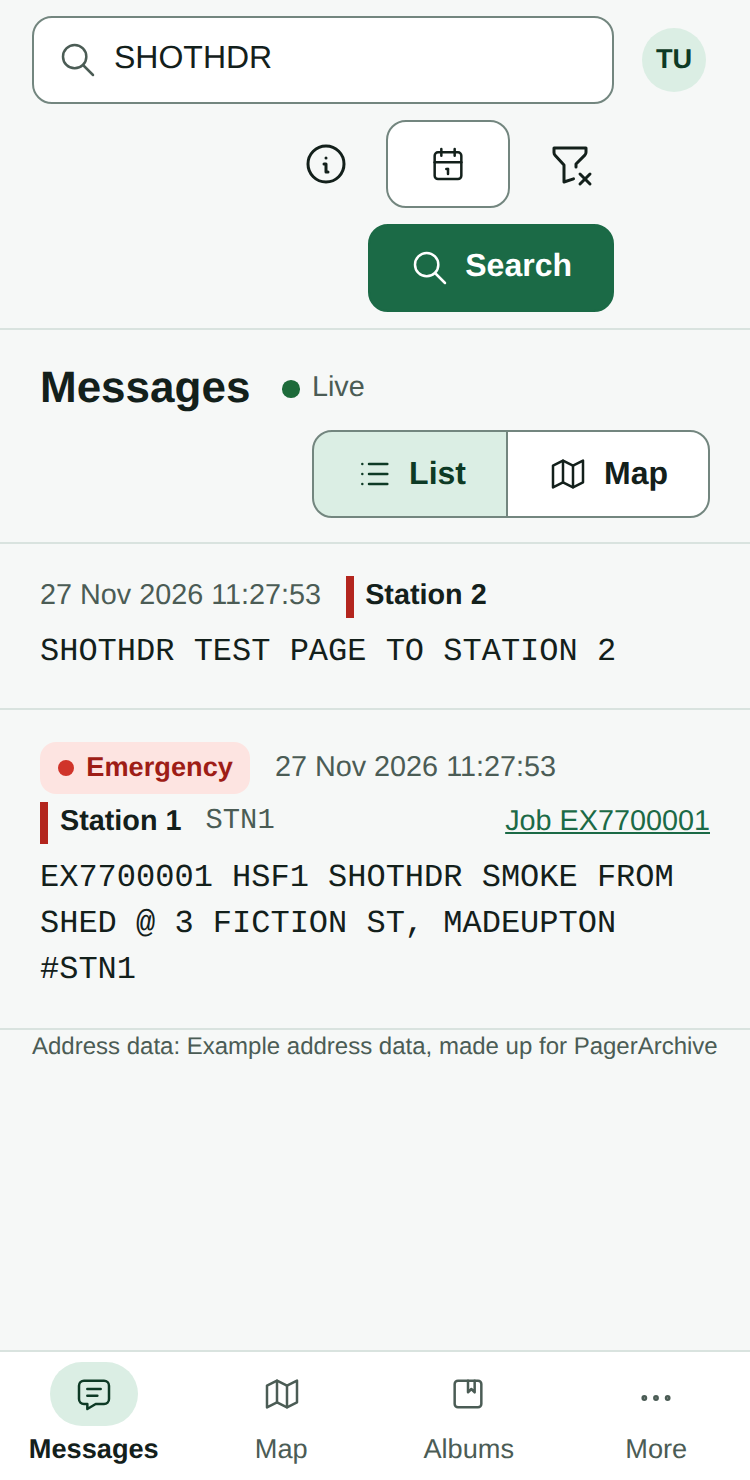 SHOTHDR
TU
Search
Messages
Live
List
Map
27 Nov 2026 11:27:53 Station 2
SHOTHDR TEST PAGE TO STATION 2
Emergency 27 Nov 2026 11:27:53
Station 1 STN1 Job EX7700001
EX7700001 HSF1 SHOTHDR SMOKE FROM
SHED @ 3 FICTION ST, MADEUPTON
#STN1
Address data: Example address data, made up for PagerArchive
Messages Map Albums More